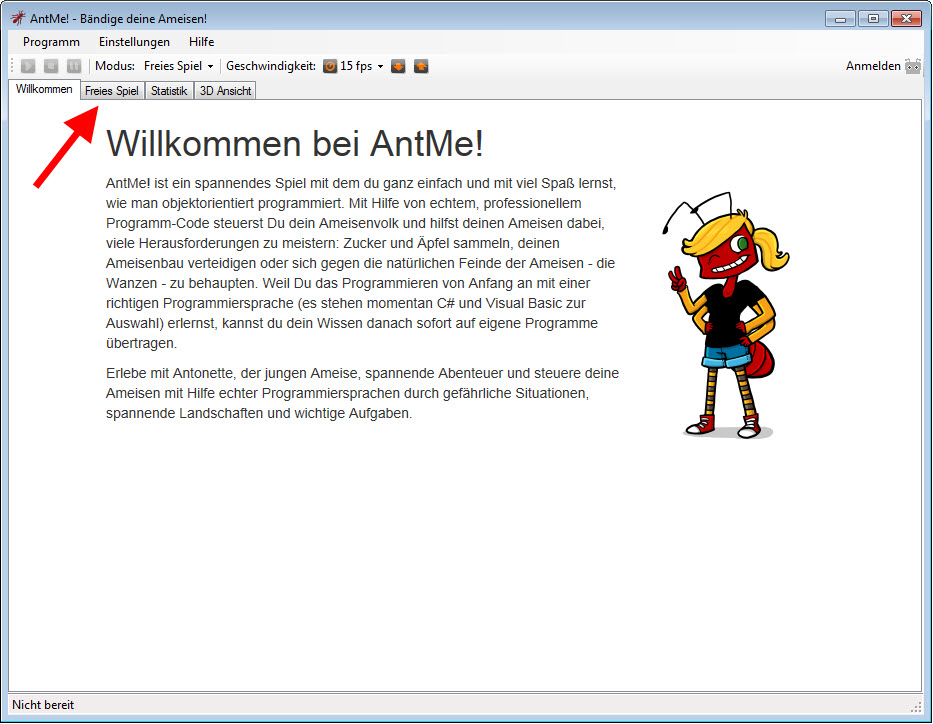 AntMe! - Bändige deine Ameisen!
Programm Einstellungen Hilfe
Modus: Freies Spiel Geschwindigkeit: 15 fps Anmelden
Willkommen Freies Spiel Statistik 3D Ansicht
Willkommen bei AntMe!
AntMe! ist ein spannendes Spiel mit dem du ganz einfach und mit viel Spaß lernst,
wie man objektorientiert programmiert. Mit Hilfe von echtem, professionellem
Programm-Code steuerst Du dein Ameisenvolk und hilfst deinen Ameisen dabei,
viele Herausforderungen zu meistern: Zucker und Äpfel sammeln, deinen
Ameisenbau verteidigen oder sich gegen die natürlichen Feinde der Ameisen - die
Wanzen - zu behaupten. Weil Du das Programmieren von Anfang an mit einer
richtigen Programmiersprache (es stehen momentan C# und Visual Basic zur
Auswahl) erlernst, kannst du dein Wissen danach sofort auf eigene Programme
übertragen.
Erlebe mit Antonette, der jungen Ameise, spannende Abenteuer und steuere deine
Ameisen mit Hilfe echter Programmiersprachen durch gefährliche Situationen,
spannende Landschaften und wichtige Aufgaben.
Nicht bereit